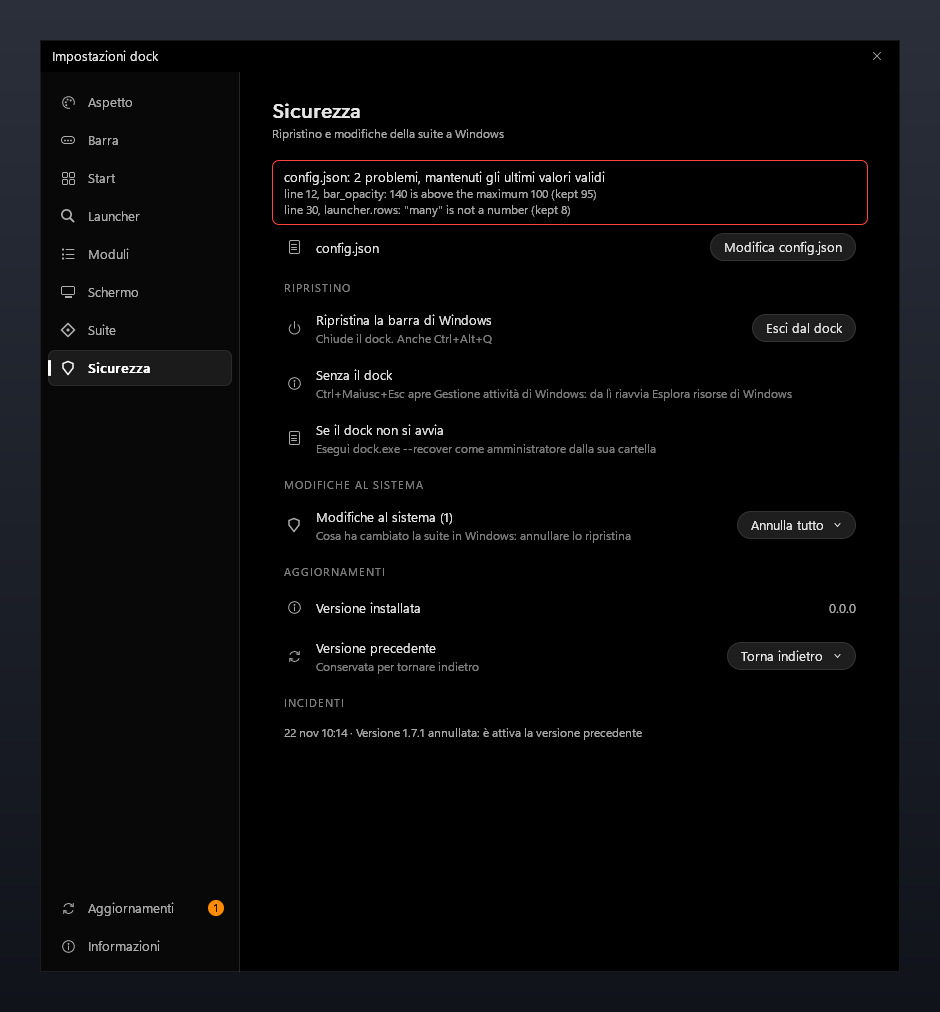 Impostazioni dock
Aspetto
Barra
Start
Launcher
Moduli
Schermo
Suite
Sicurezza
Aggiornamenti
1
Informazioni
Sicurezza
Ripristino e modifiche della suite a Windows
config.json: 2 problemi, mantenuti gli ultimi valori validi
line 12, bar_opacity: 140 is above the maximum 100 (kept 95)
line 30, launcher.rows: "many" is not a number (kept 8)
config.json
Modifica config.json
RIPRISTINO
Ripristina la barra di Windows
Chiude il dock. Anche Ctrl+Alt+Q
Esci dal dock
Senza il dock
Ctrl+Maiusc+Esc apre Gestione attività di Windows: da lì riavvia Esplora risorse di Windows
Se il dock non si avvia
Esegui dock.exe --recover come amministratore dalla sua cartella
MODIFICHE AL SISTEMA
Modifiche al sistema (1)
Cosa ha cambiato la suite in Windows: annullare lo ripristina
Annulla tutto
AGGIORNAMENTI
Versione installata
0.0.0
Versione precedente
Conservata per tornare indietro
Torna indietro
INCIDENTI
22 nov 10:14 · Versione 1.7.1 annullata: è attiva la versione precedente